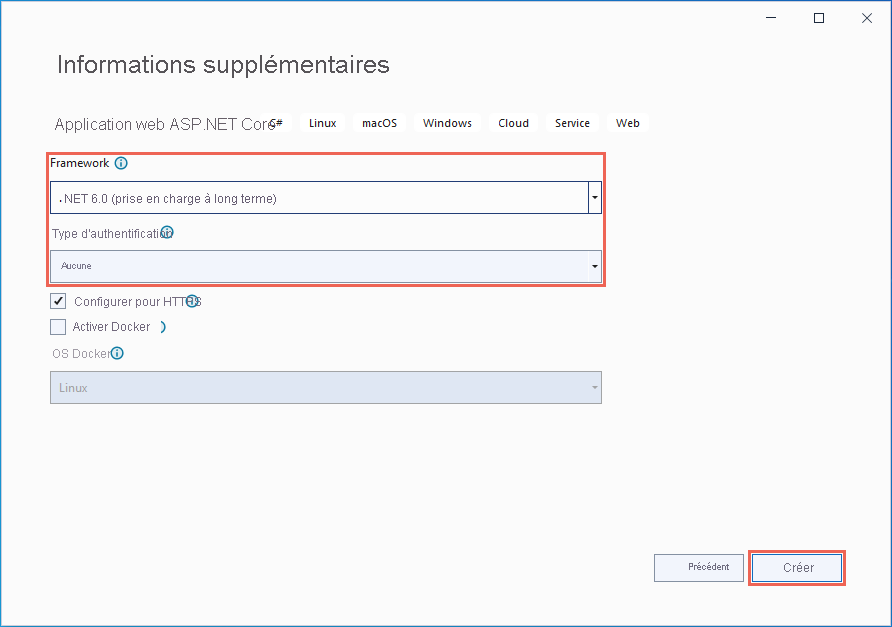 Informations supplémentaires
Application web ASP.NET Core C# Linux macOS Windows Cloud Service Web
Framework
.NET 6.0 (prise en charge à long terme)
Type d'authentification
Aucune
Configurer pour HTTPS
Activer Docker
OS Docker
Linux
Précédent Créer